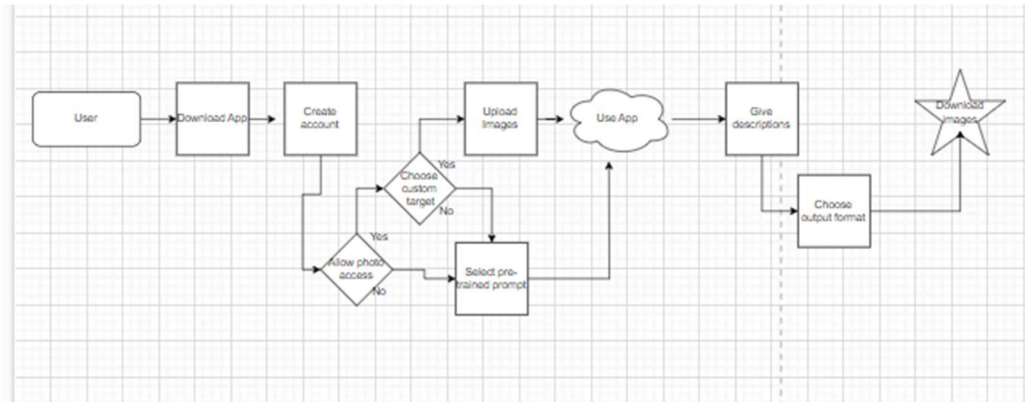 User
Download App
Create
account
Upload
Images
Use App
Give
descriptions
Download
images
Yes
Choose
custom
target
No
Choose
output format
Yes
Allow photo
access
No
Select pre-
trained prompt